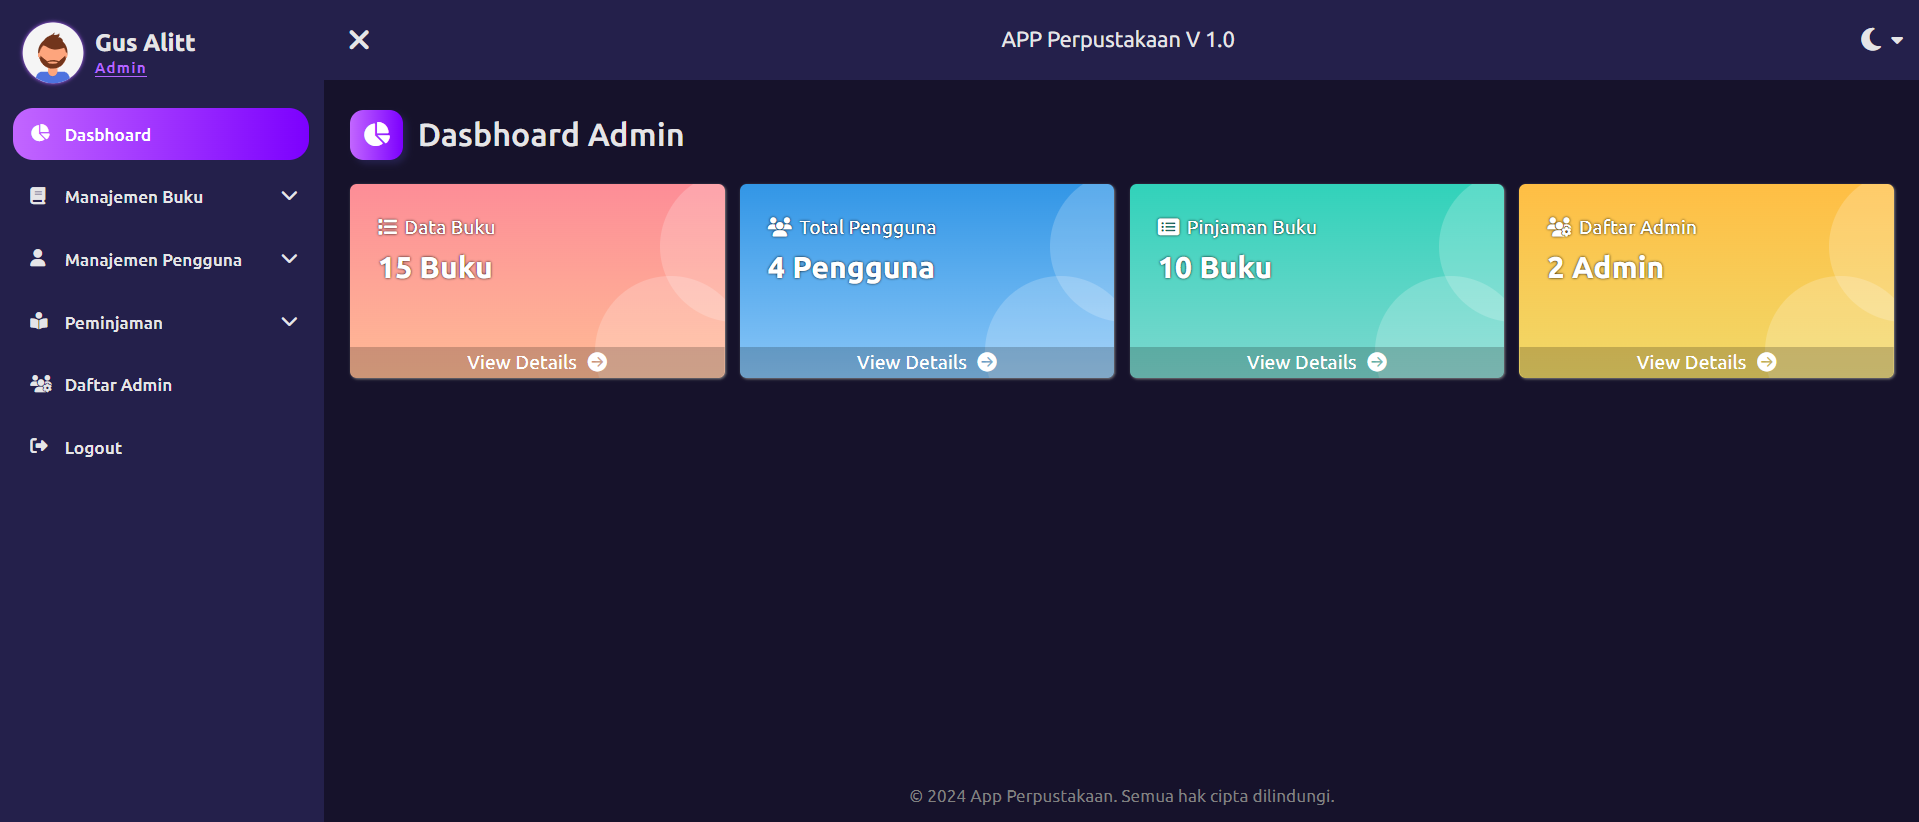 Gus Alitt
Admin
Dasbhoard
Manajemen Buku
Manajemen Pengguna
Peminjaman
Daftar Admin
Logout
APP Perpustakaan V 1.0
Dasbhoard Admin
Data Buku
15 Buku
View Details
Total Pengguna
4 Pengguna
View Details
Pinjaman Buku
10 Buku
View Details
Daftar Admin
2 Admin
View Details
© 2024 App Perpustakaan. Semua hak cipta dilindungi.